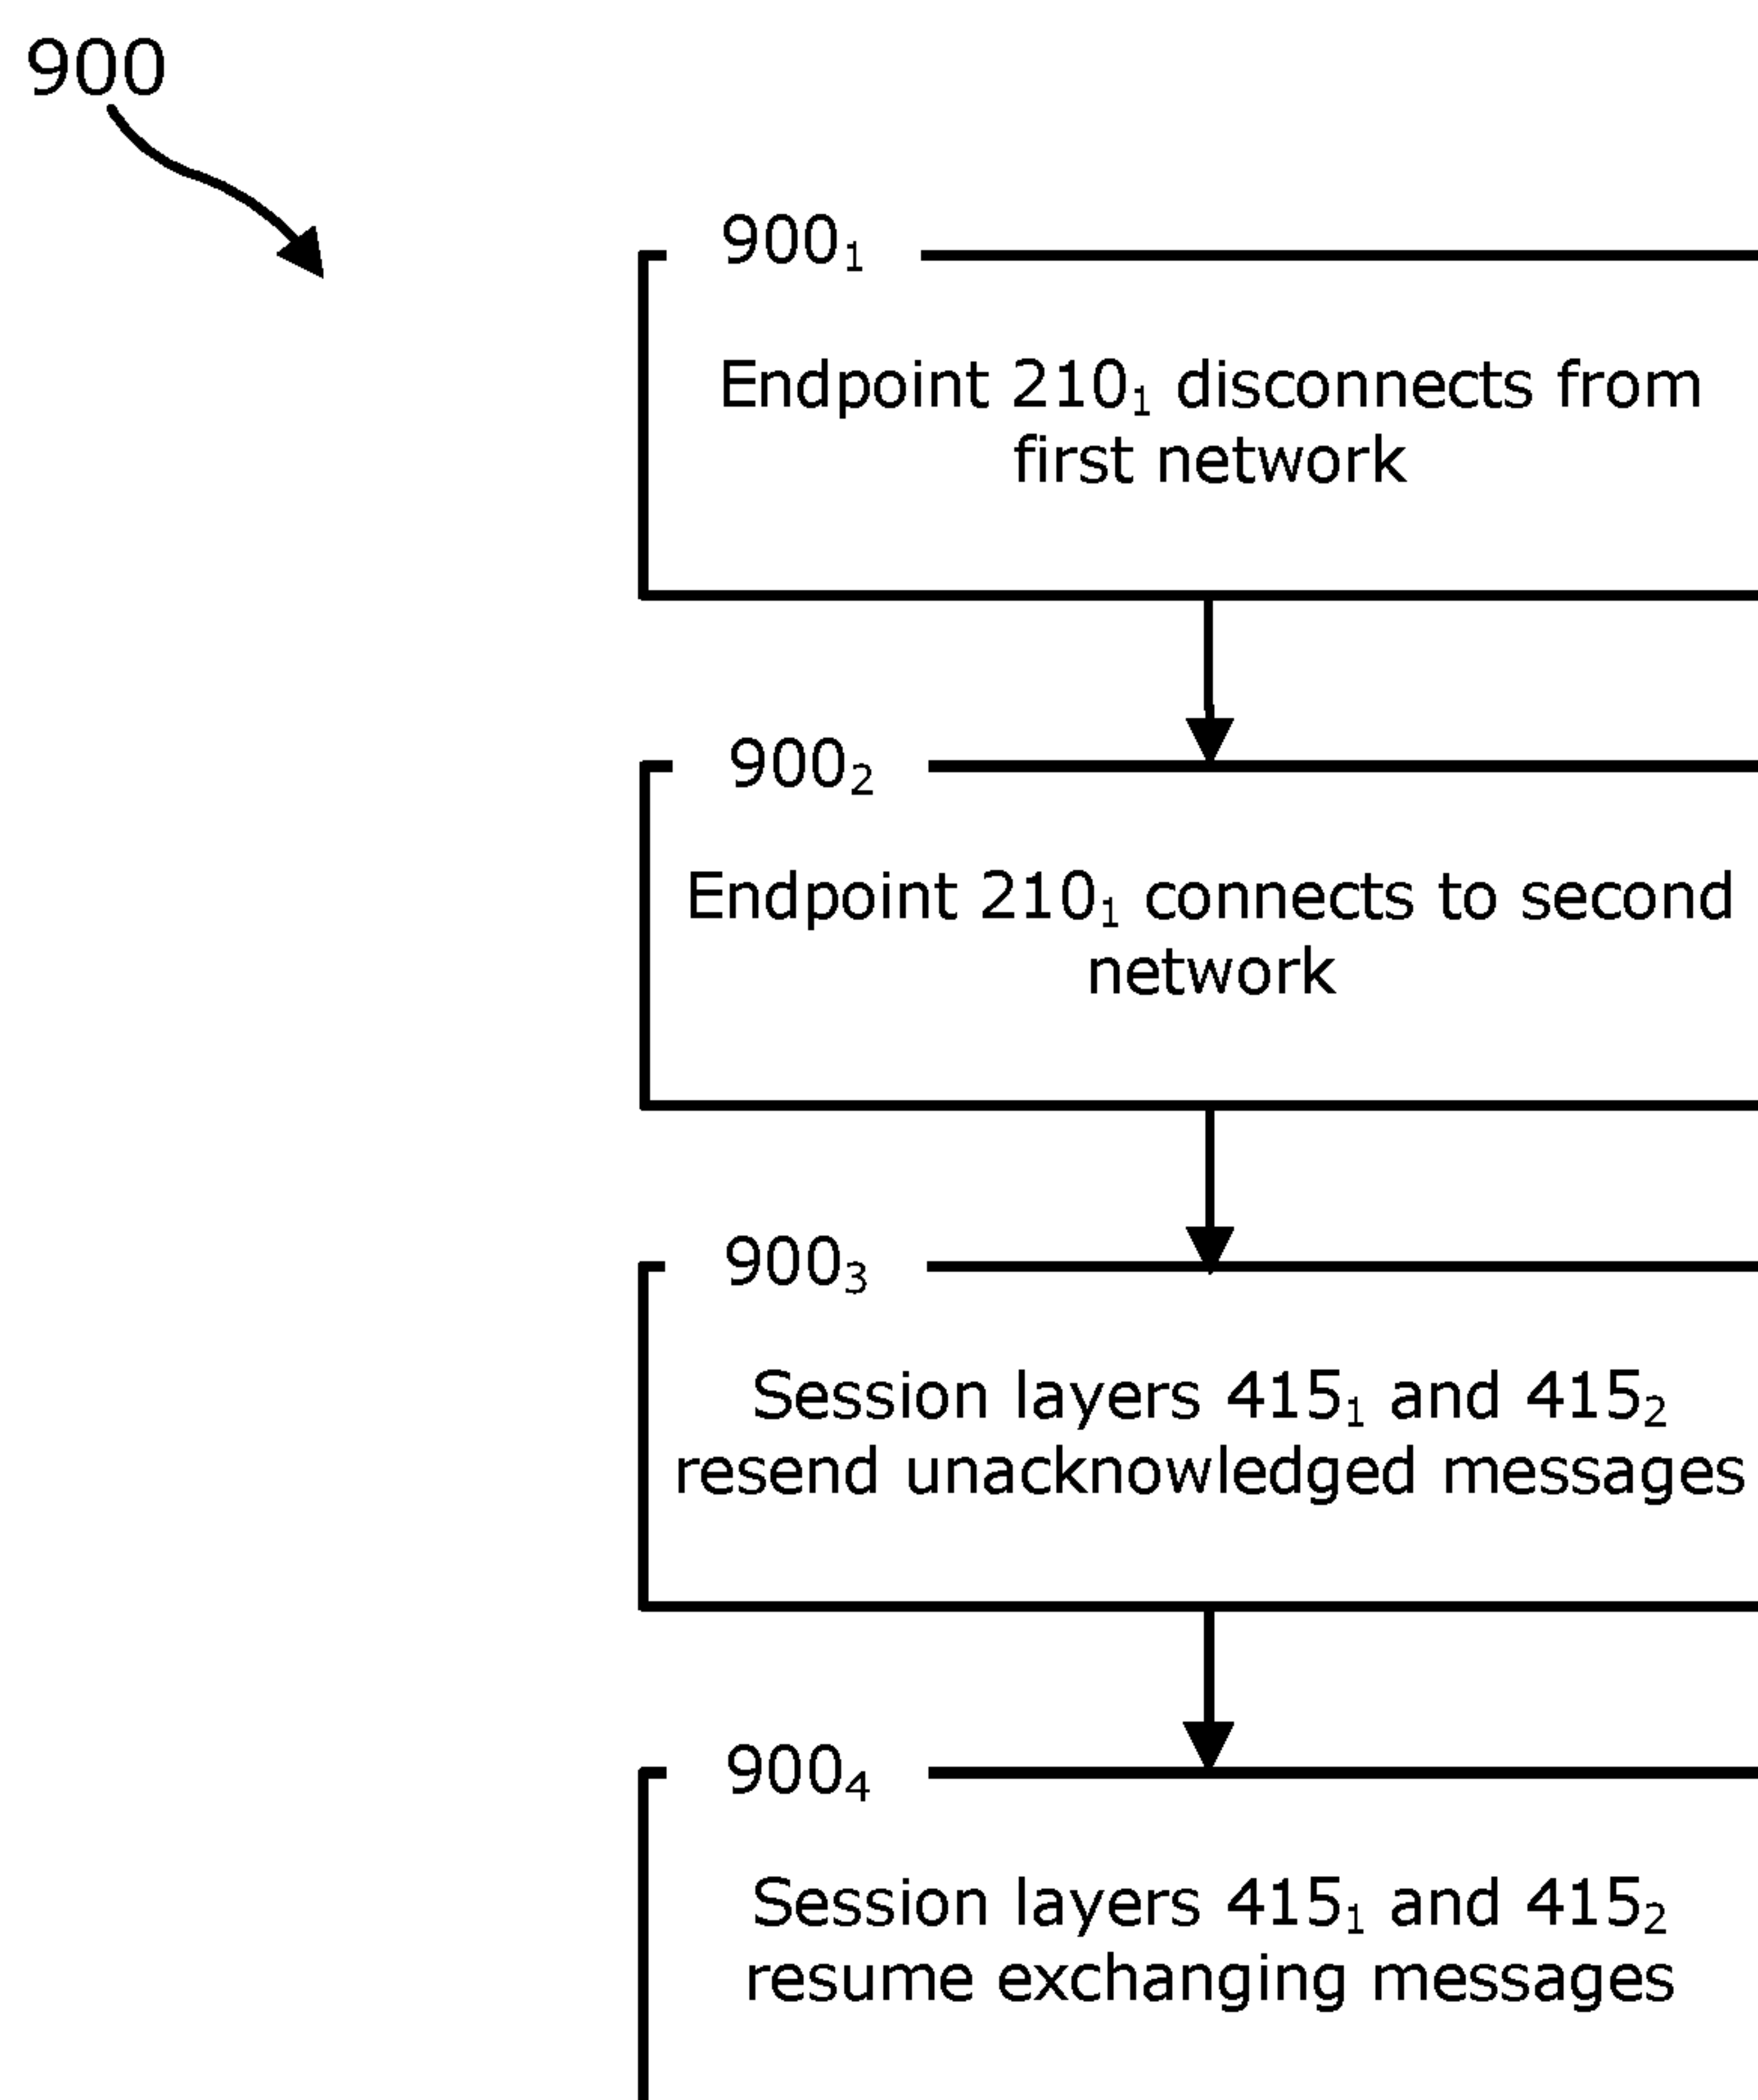 900
900₁
Endpoint 210₁ disconnects from
first network
900₂
Endpoint 210₁ connects to second
network
900₃
Session layers 415₁ and 415₂
resend unacknowledged messages
900₄
Session layers 415₁ and 415₂
resume exchanging messages